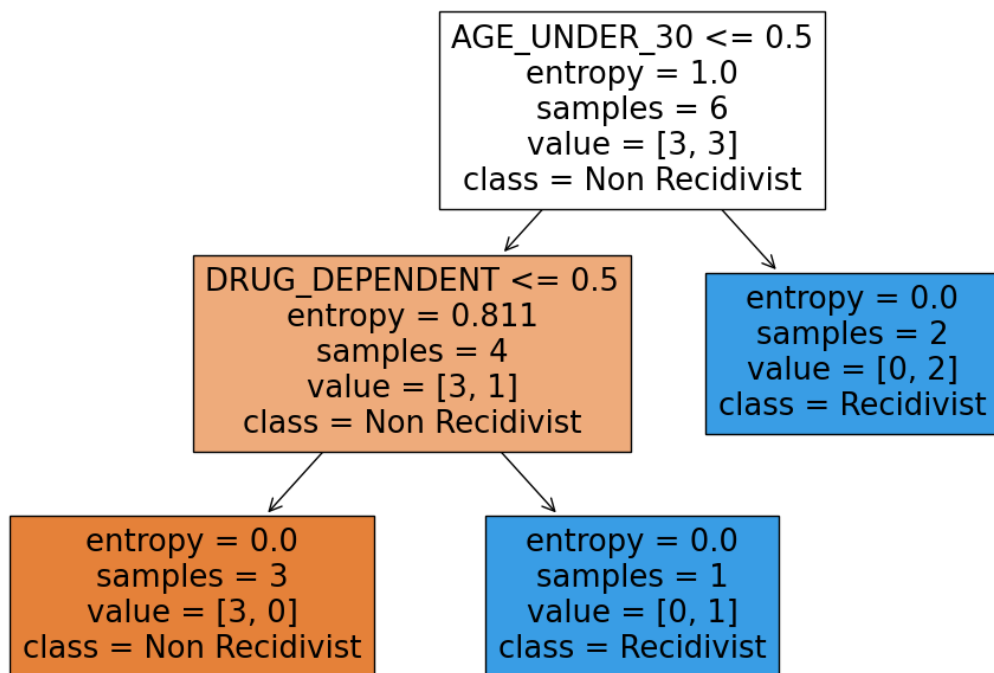 AGE_UNDER_30 <= 0.5
entropy = 1.0
samples = 6
value = [3, 3]
class = Non Recidivist
DRUG_DEPENDENT <= 0.5
entropy = 0.811
samples = 4
value = [3, 1]
class = Non Recidivist
entropy = 0.0
samples = 2
value = [0, 2]
class = Recidivist
entropy = 0.0
samples = 3
value = [3, 0]
class = Non Recidivist
entropy = 0.0
samples = 1
value = [0, 1]
class = Recidivist